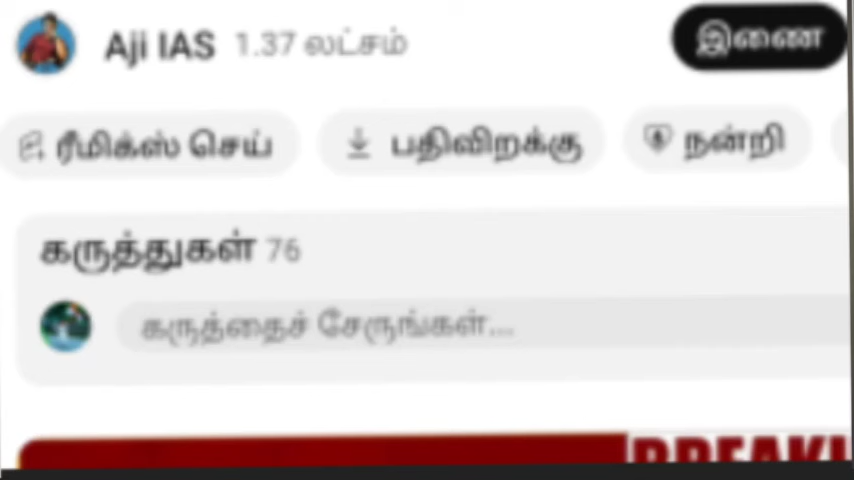 Aji IAS 1.37 லட்சம் இணை
ரீமிக்ஸ் செய் பதிவிறக்கு நன்றி
கருத்துகள் 76
கருத்தைச் சேருங்கள்...